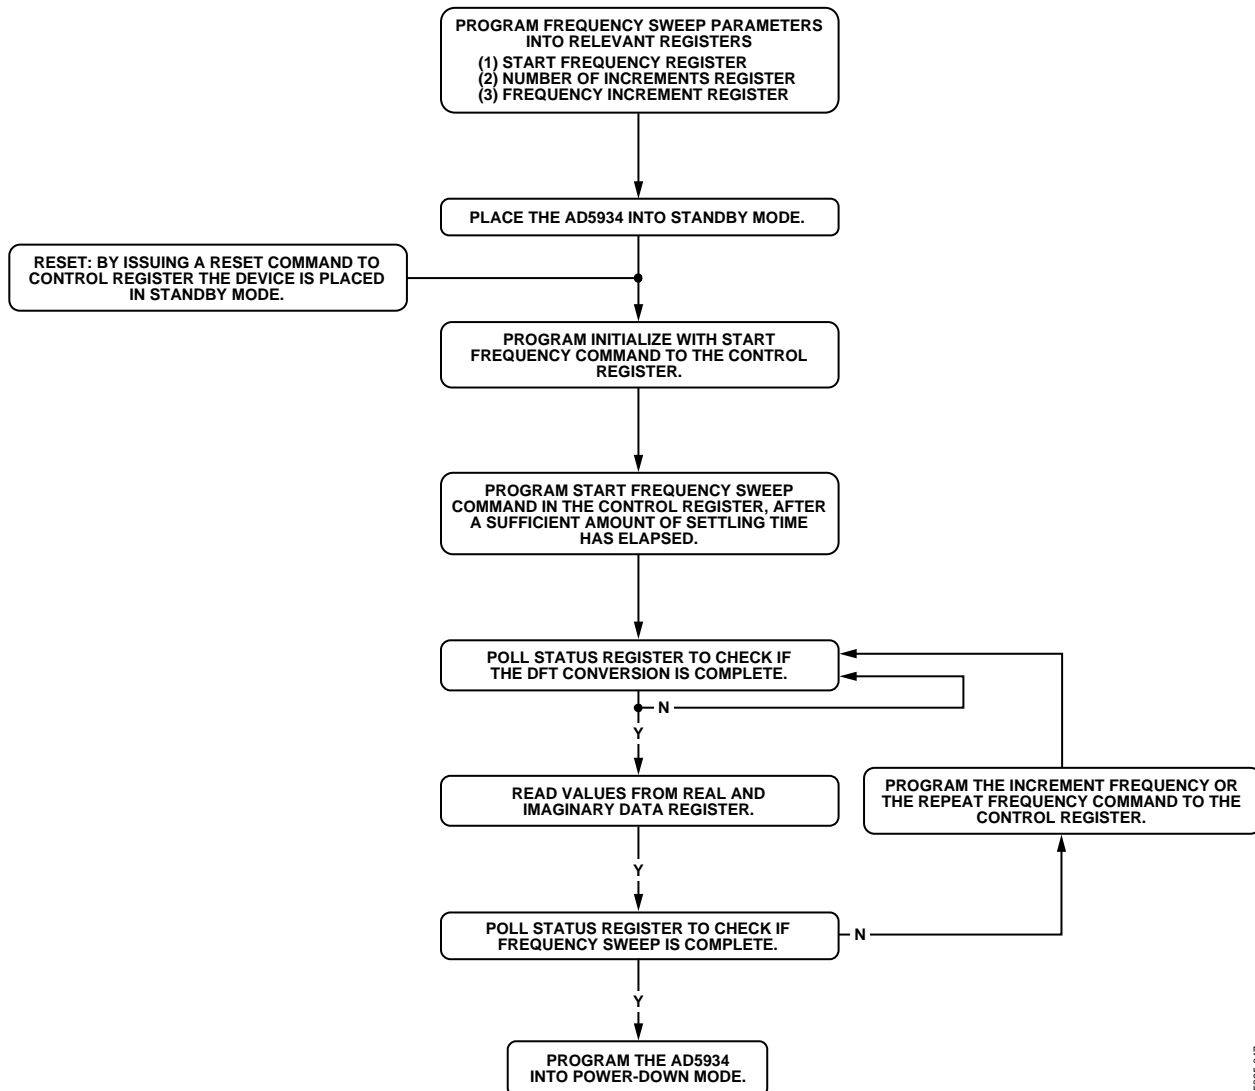 PROGRAM FREQUENCY SWEEP PARAMETERS
INTO RELEVANT REGISTERS
(1) START FREQUENCY REGISTER
(2) NUMBER OF INCREMENTS REGISTER
(3) FREQUENCY INCREMENT REGISTER
PLACE THE AD5934 INTO STANDBY MODE.
RESET: BY ISSUING A RESET COMMAND TO
CONTROL REGISTER THE DEVICE IS PLACED
IN STANDBY MODE.
PROGRAM INITIALIZE WITH START
FREQUENCY COMMAND TO THE CONTROL
REGISTER.
PROGRAM START FREQUENCY SWEEP
COMMAND IN THE CONTROL REGISTER, AFTER
A SUFFICIENT AMOUNT OF SETTLING TIME
HAS ELAPSED.
POLL STATUS REGISTER TO CHECK IF
THE DFT CONVERSION IS COMPLETE.
N
Y
READ VALUES FROM REAL AND
IMAGINARY DATA REGISTER.
PROGRAM THE INCREMENT FREQUENCY OR
THE REPEAT FREQUENCY COMMAND TO THE
CONTROL REGISTER.
Y
POLL STATUS REGISTER TO CHECK IF
FREQUENCY SWEEP IS COMPLETE.
N
Y
PROGRAM THE AD5934
INTO POWER-DOWN MODE.